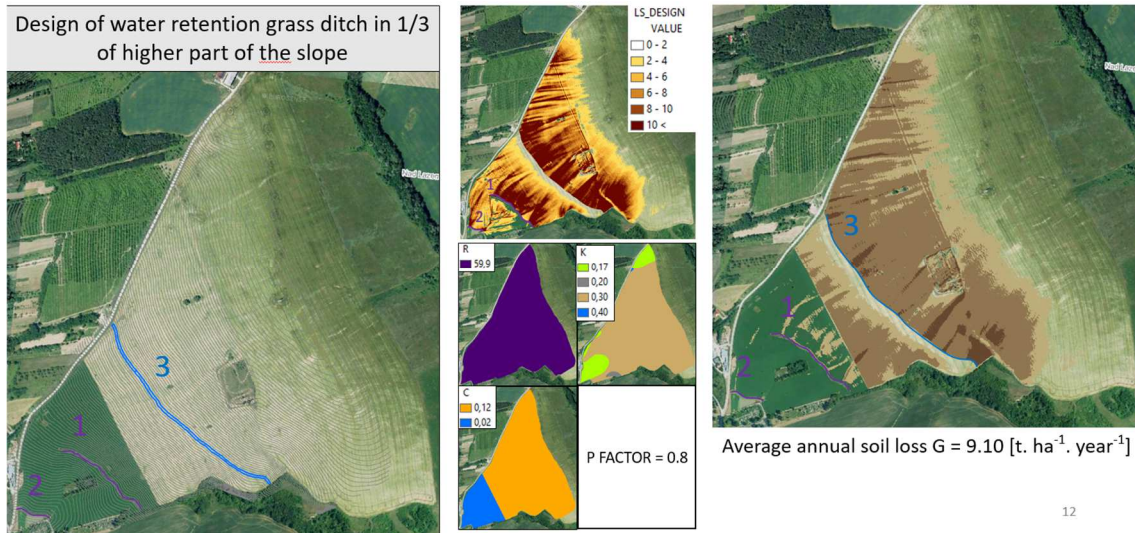 Design of water retention grass ditch in 1/3
of higher part of the slope
Nad Lazom
3
1
2
LS_DESIGN
VALUE
0 - 2
2 - 4
4 - 6
6 - 8
8 - 10
10 <
1
2
R
59,9
K
0,17
0,20
0,30
0,40
C
0,12
0,02
P FACTOR = 0.8
3
1
2
Average annual soil loss G = 9.10 [t. ha⁻¹. year⁻¹]
12